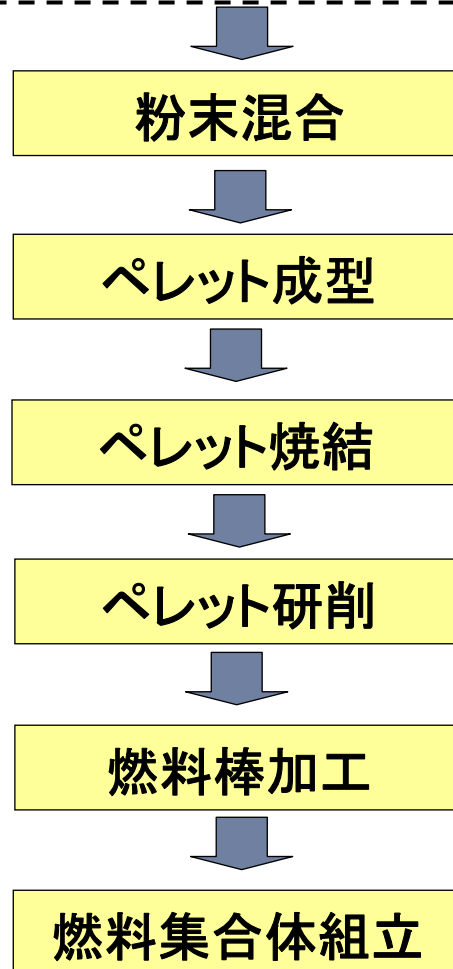 粉末混合
ペレット成型
ペレット焼結
ペレット研削
燃料棒加工
燃料集合体組立